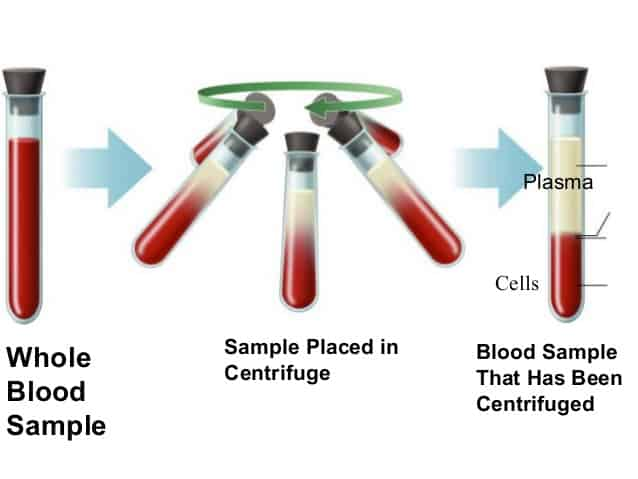 Plasma
Cells
Whole
Blood
Sample
Sample Placed in
Centrifuge
Blood Sample
That Has Been
Centrifuged